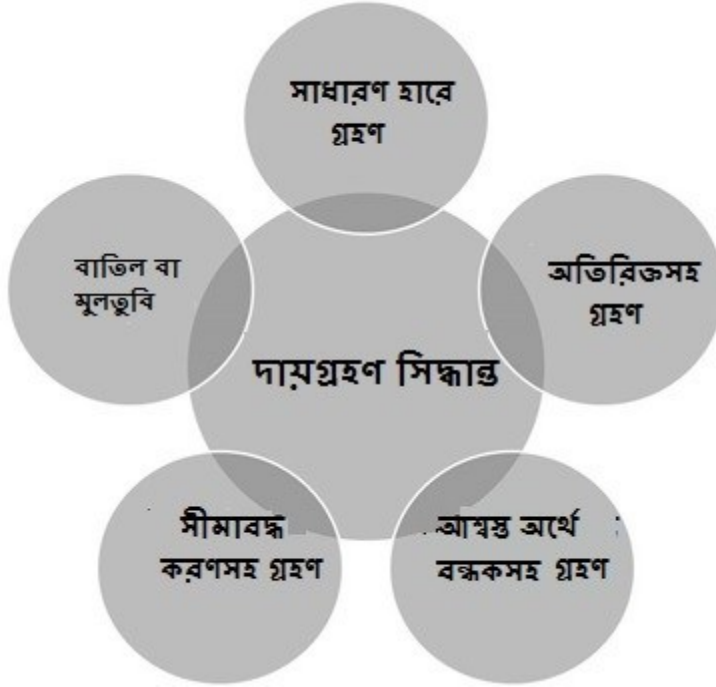 সাধারণ হারে
গ্রহণ
অতিরিক্তসহ
গ্রহণ
আশ্বস্ত অর্থে
বন্ধকসহ গ্রহণ
সীমাবদ্ধ
করণসহ গ্রহণ
বাতিল বা
মুলতুবি
দায়গ্রহণ সিদ্ধান্ত